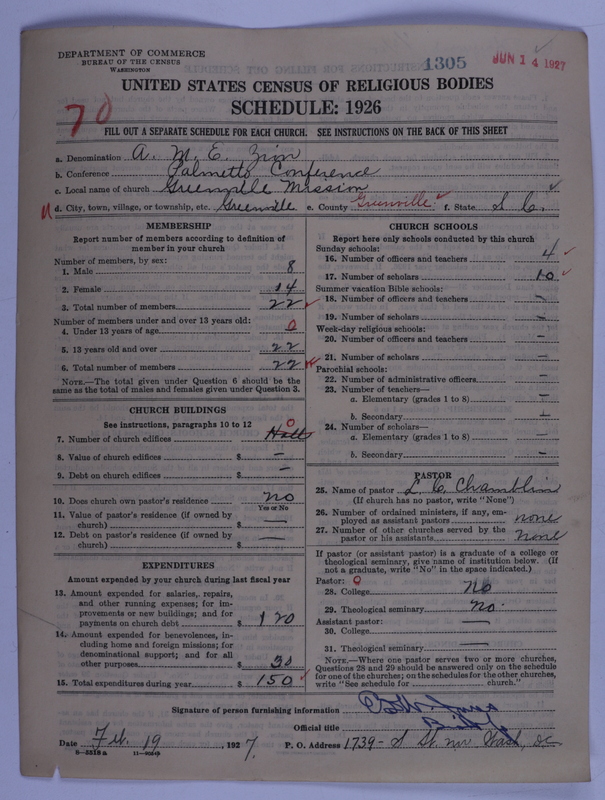 DEPARTMENT OF COMMERCE
BUREAU OF THE CENSUS
WASHINGTON
1305
JUN 14 1927
UNITED STATES CENSUS OF RELIGIOUS BODIES
SCHEDULE: 1926
70
FILL OUT A SEPARATE SCHEDULE FOR EACH CHURCH. SEE INSTRUCTIONS ON THE BACK OF THIS SHEET
a. Denomination A. M. E. Zion
b. Conference Palmetto Conference
c. Local name of church Greenville Mission
d. City, town, village, or township, etc. Greenville e. County Greenville f. State S. C.
MEMBERSHIP
Report number of members according to definition of
member in your church
Number of members, by sex:
1. Male 8
2. Female 14
3. Total number of members 22
Number of members under and over 13 years old:
4. Under 13 years of age 0
5. 13 years old and over 22
6. Total number of members 22
NOTE.—The total given under Question 6 should be the
same as the total of males and females given under Question 3.
CHURCH BUILDINGS
See instructions, paragraphs 10 to 12
0
7. Number of church edifices Hall
8. Value of church edifices $ —
9. Debt on church edifices $ —
10. Does church own pastor's residence no
Yes or No
11. Value of pastor's residence (if owned by
church) $ —
12. Debt on pastor's residence (if owned by
church) $ —
EXPENDITURES
Amount expended by your church during last fiscal year
13. Amount expended for salaries, repairs,
and other running expenses; for im-
provements or new buildings; and for
payments on church debt $ 120
14. Amount expended for benevolences, in-
cluding home and foreign missions; for
denominational support; and for all
other purposes $ 30
15. Total expenditures during year $ 150
CHURCH SCHOOLS
Report here only schools conducted by this church
Sunday schools:
16. Number of officers and teachers 4
17. Number of scholars 10
Summer vacation Bible schools:
18. Number of officers and teachers —
19. Number of scholars —
Week-day religious schools:
20. Number of officers and teachers —
21. Number of scholars —
Parochial schools:
22. Number of administrative officers —
23. Number of teachers—
a. Elementary (grades 1 to 8) —
b. Secondary —
24. Number of scholars—
a. Elementary (grades 1 to 8) —
b. Secondary —
PASTOR
25. Name of pastor L. C. Chamblin
(If church has no pastor, write "None")
26. Number of ordained ministers, if any, em-
ployed as assistant pastors none
27. Number of other churches served by the
pastor or his assistants none
If pastor (or assistant pastor) is a graduate of a college or
theological seminary, give name of institution below. (If
not a graduate, write "No" in the space indicated.)
Pastor: 0
28. College No
29. Theological seminary No.
Assistant pastor:
30. College —
31. Theological seminary —
NOTE.—Where one pastor serves two or more churches,
Questions 28 and 29 should be answered only on the schedule
for one of the churches; on the schedules for the other churches,
write "See schedule for church."
Signature of person furnishing information
Official title Bishop
Date Feb. 19, 1927. P. O. Address 1739 - S St. nw Wash, D.C.
8-5518 a